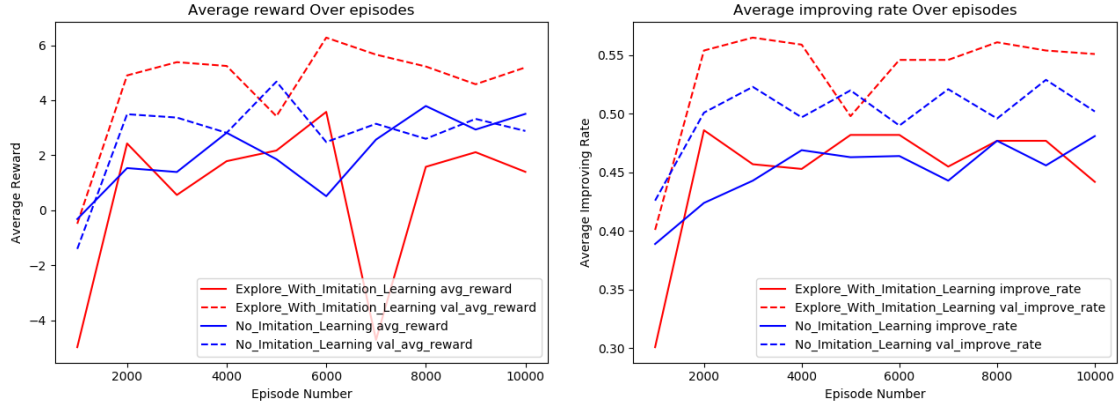 Average reward Over episodes
6
4
2
0
−2
−4
Average Reward
Explore_With_Imitation_Learning avg_reward
Explore_With_Imitation_Learning val_avg_reward
No_Imitation_Learning avg_reward
No_Imitation_Learning val_avg_reward
2000 4000 6000 8000 10000
Episode Number
Average improving rate Over episodes
0.55
0.50
0.45
0.40
0.35
0.30
Average Improving Rate
Explore_With_Imitation_Learning improve_rate
Explore_With_Imitation_Learning val_improve_rate
No_Imitation_Learning improve_rate
No_Imitation_Learning val_improve_rate
2000 4000 6000 8000 10000
Episode Number